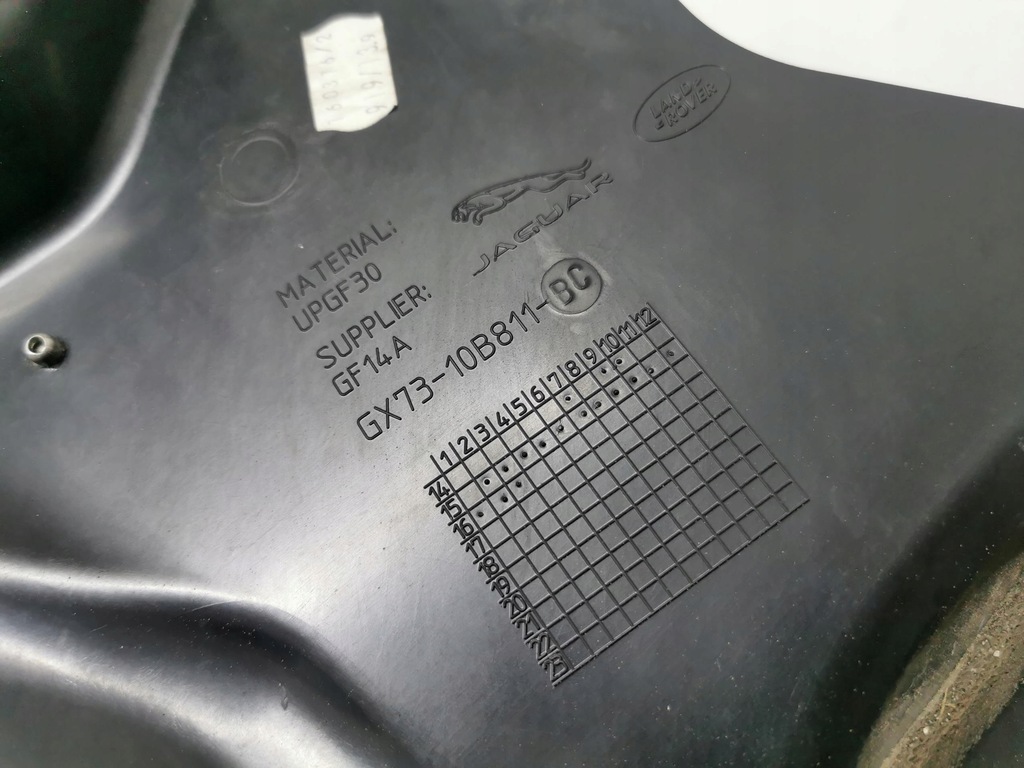 LAND
ROVER
JAGUAR
MATERIAL:
UPGF30
SUPPLIER:
GF14A
GX73-10B811-BC
1 2 3 4 5 6 7 8 9 10 11 12
14
15
16
17
18
19
20
21
22
23